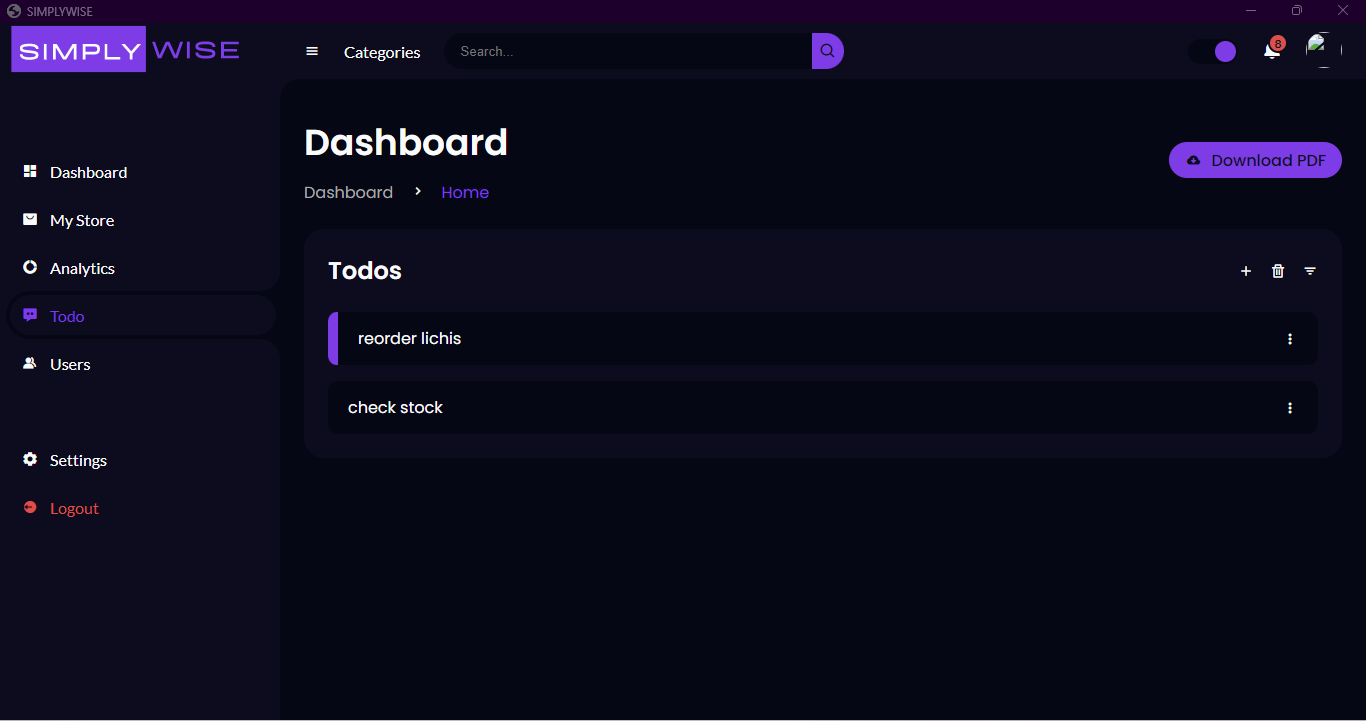 SIMPLYWISE
SIMPLY WISE
Categories
Search...
8
Dashboard
My Store
Analytics
Todo
Users
Settings
Logout
Dashboard
Dashboard > Home
Download PDF
Todos
reorder lichis
check stock